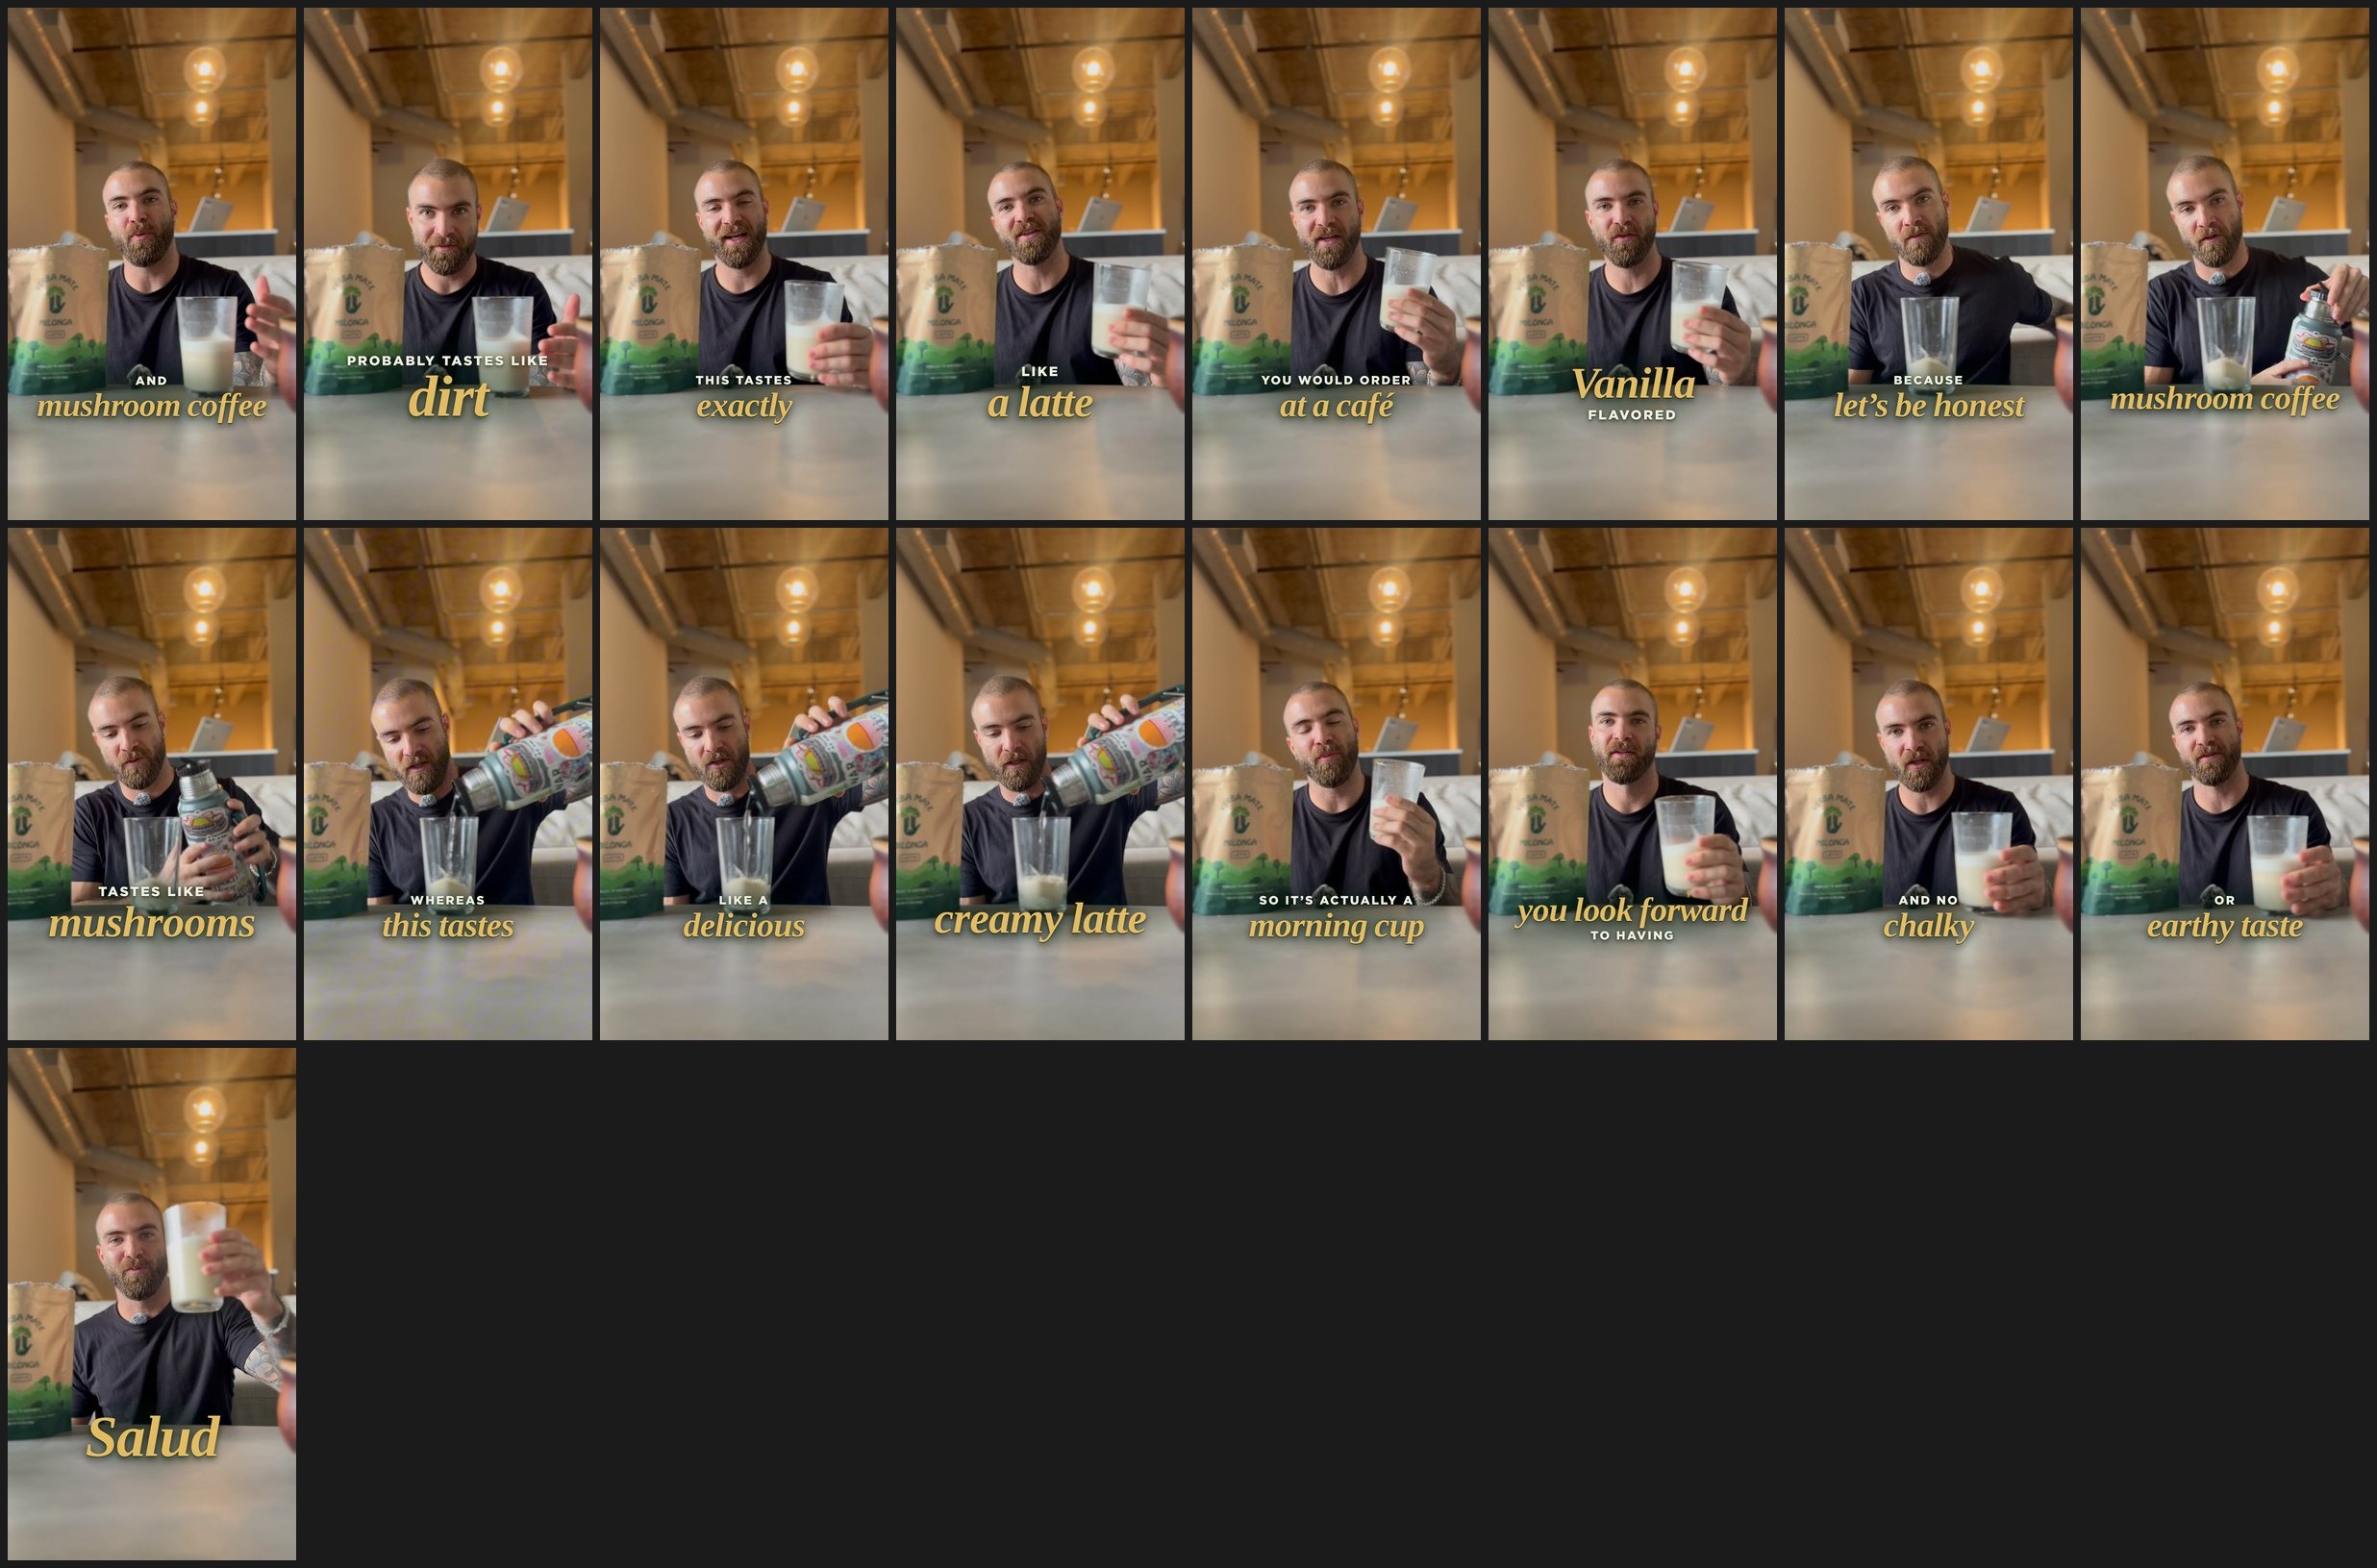 AND
mushroom coffee
PROBABLY TASTES LIKE
dirt
THIS TASTES
exactly
LIKE
a latte
YOU WOULD ORDER
at a café
Vanilla
FLAVORED
BECAUSE
let’s be honest
mushroom coffee
TASTES LIKE
mushrooms
WHEREAS
this tastes
LIKE A
delicious
creamy latte
SO IT’S ACTUALLY A
morning cup
you look forward
TO HAVING
AND NO
chalky
OR
earthy taste
Salud